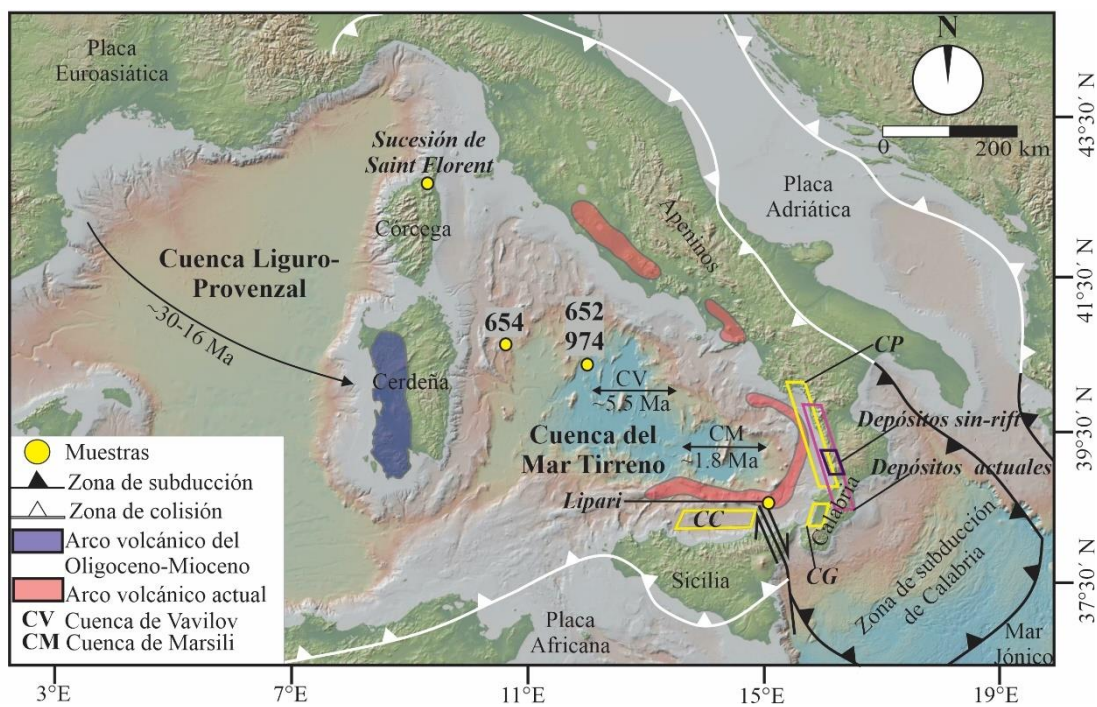 Placa
Euroasiática
N
0 200 km
43°30´ N
Sucesión de
Saint Florent
Placa
Adriática
Córcega
Apeninos
Cuenca Liguro-
Provenzal
~30-16 Ma
41°30´ N
654
652
974
CP
Cerdeña
CV
~5.5 Ma
Depósitos sin-rift
39°30´ N
Cuenca del
Mar Tirreno
CM
~1.8 Ma
Depósitos actuales
Lipari
Calabria
CC
CG
Sicilia
Zona de subducción
de Calabria
37°30´ N
Placa
Africana
Mar
Jónico
Muestras
Zona de subducción
Zona de colisión
Arco volcánico del
Oligoceno-Mioceno
Arco volcánico actual
CV Cuenca de Vavilov
CM Cuenca de Marsili
3°E 7°E 11°E 15°E 19°E